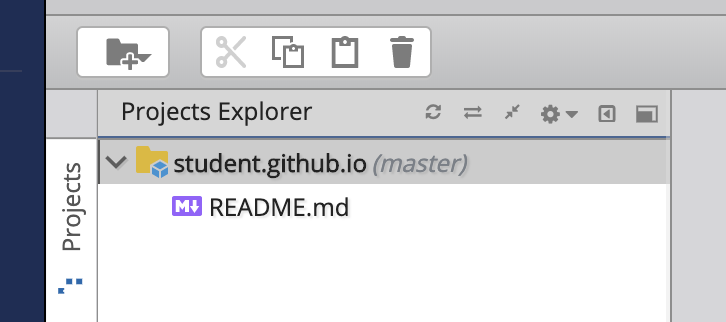 Projects Explorer
Projects
student.github.io (master)
M README.md